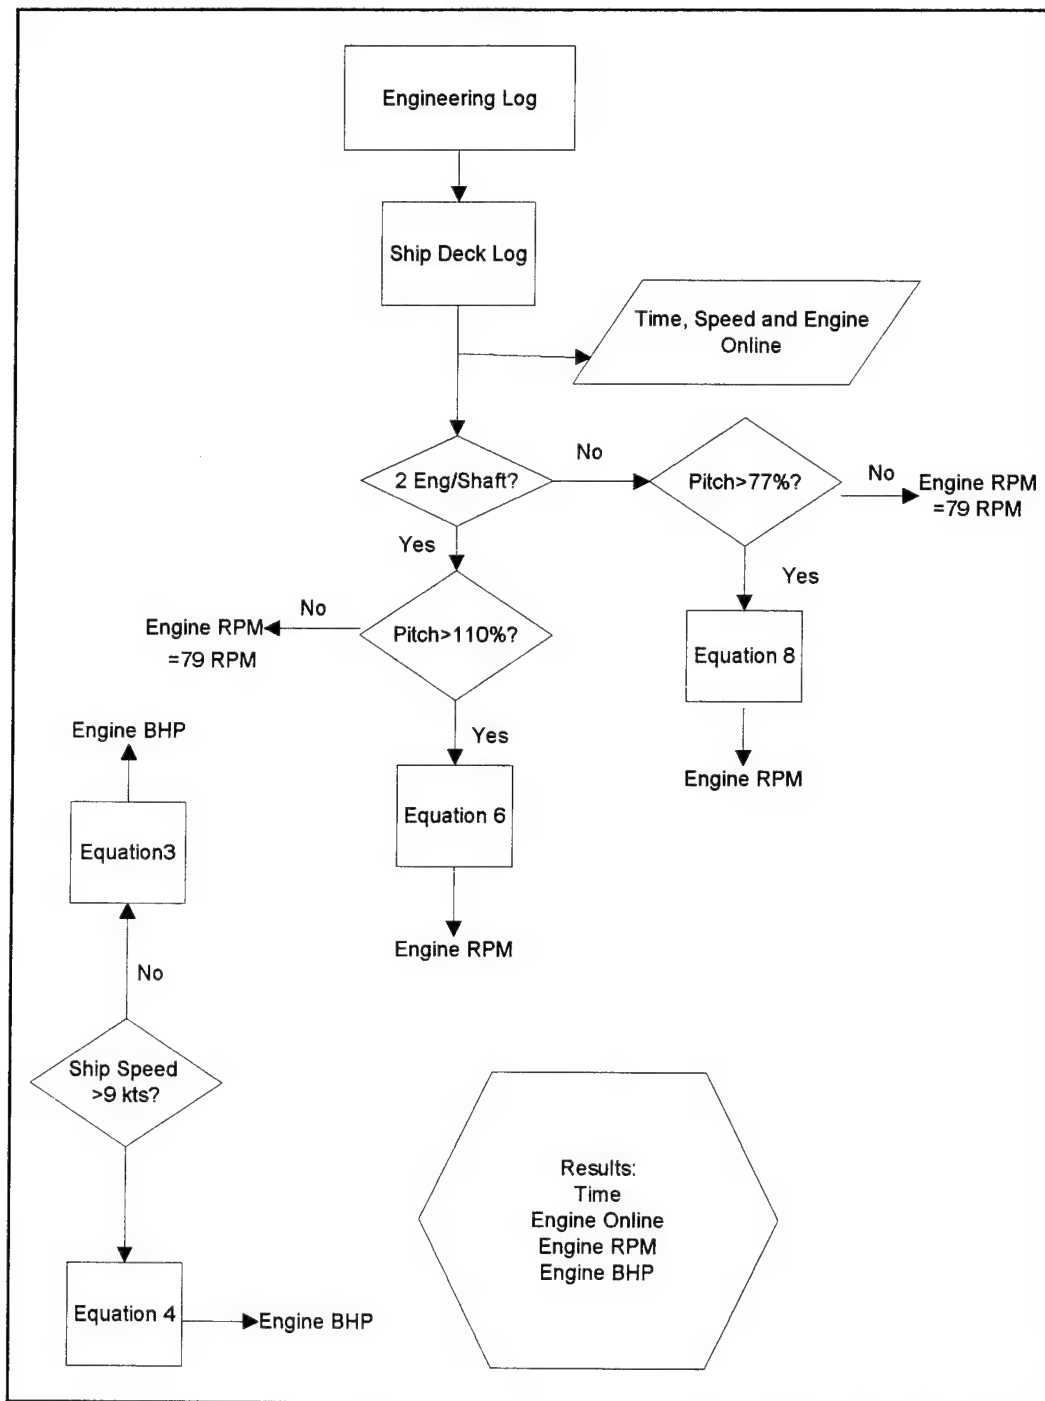 Engineering Log
Ship Deck Log
Time, Speed and Engine
Online
2 Eng/Shaft?
No
Pitch>77%?
No
Engine RPM
=79 RPM
Yes
Yes
Pitch>110%?
No
Engine RPM
=79 RPM
Equation 8
Engine RPM
Yes
Equation 6
Engine RPM
Engine BHP
Equation3
No
Ship Speed
>9 kts?
Equation 4
Engine BHP
Results:
Time
Engine Online
Engine RPM
Engine BHP